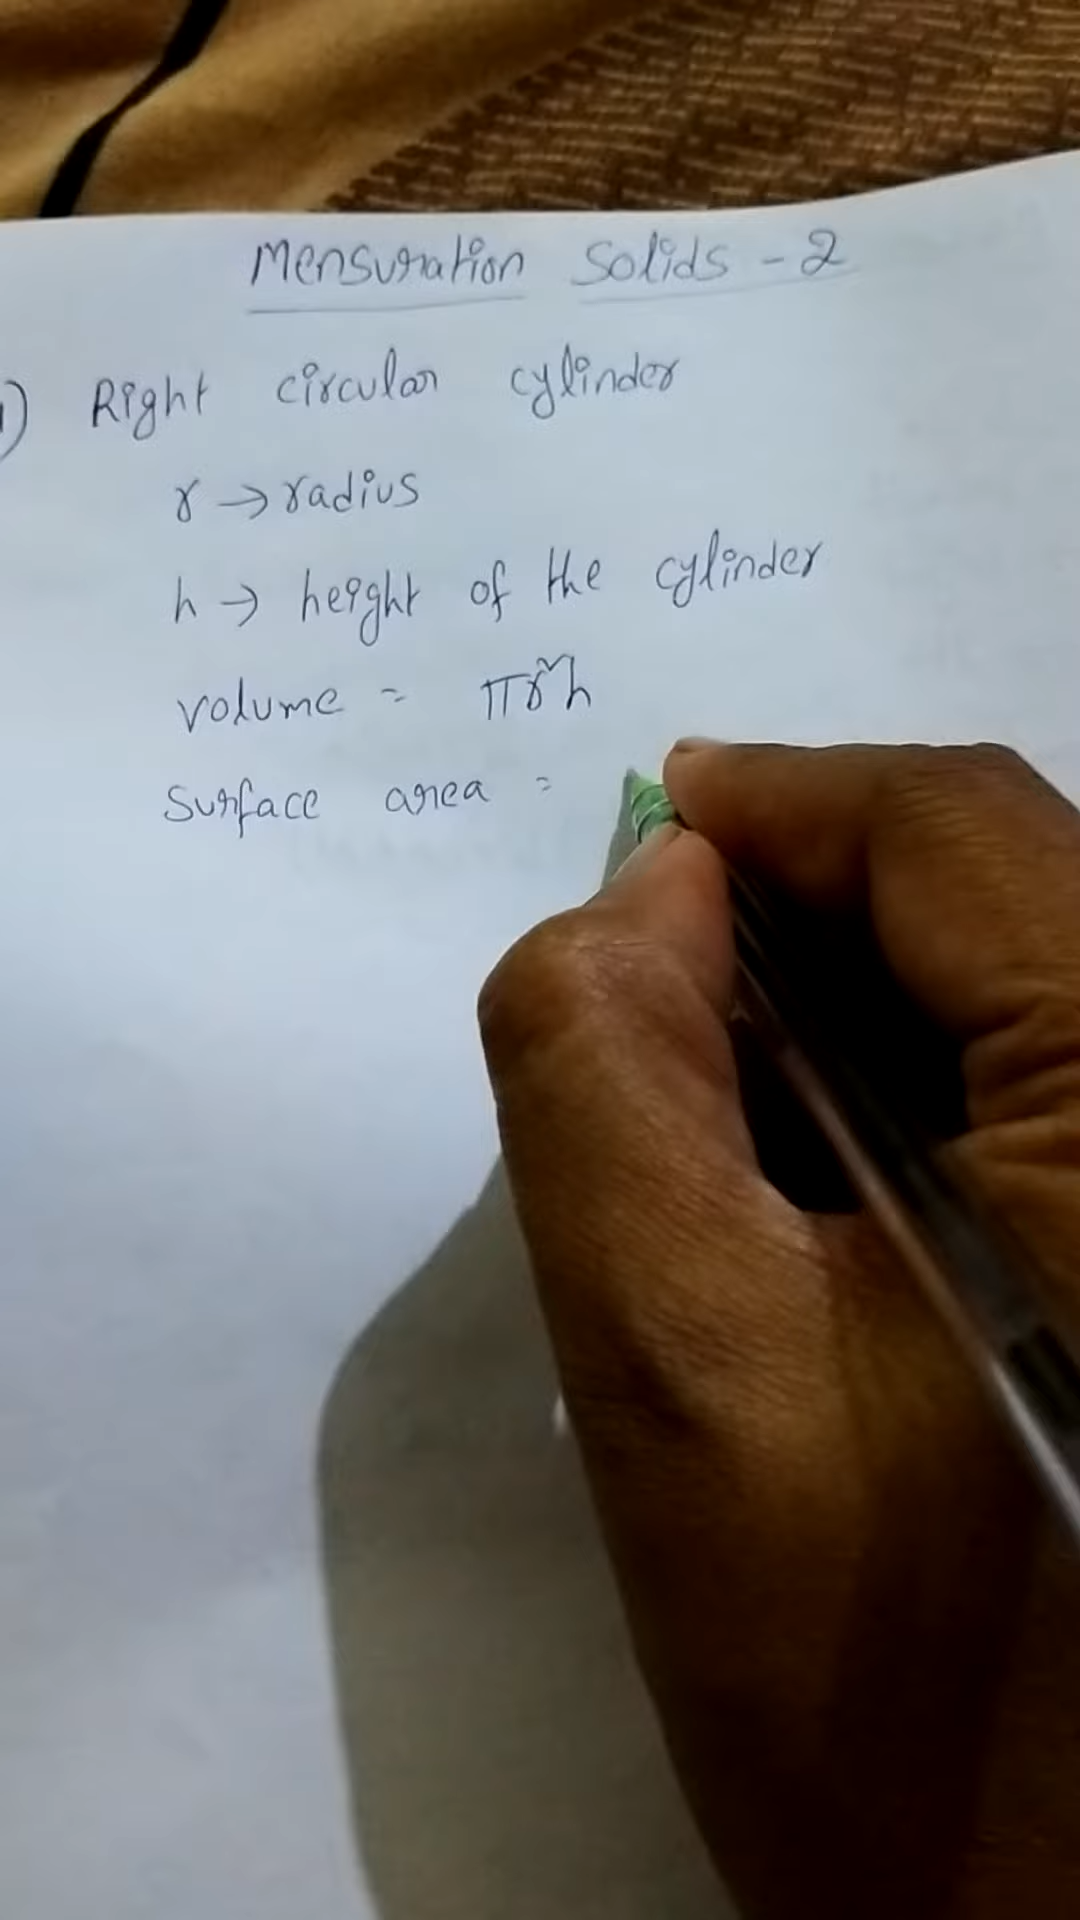 Mensuration Solids - 2
1) Right circular cylinder
r → radius
h → height of the cylinder
volume = πr²h
Surface area =